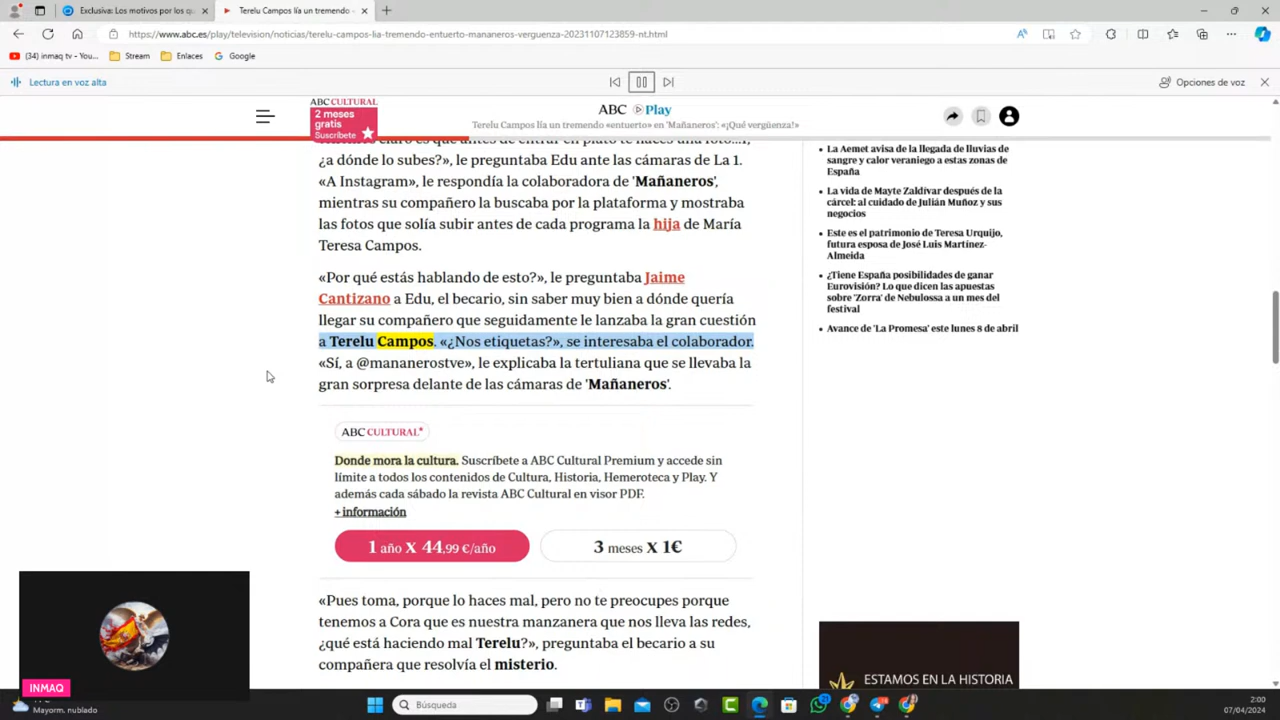 Exclusiva: Los motivos por los qu
Terelu Campos lía un tremendo
https://www.abc.es/play/television/noticias/terelu-campos-lia-tremendo-entuerto-mananeros-verguenza-20231107123859-nt.html
(34) inmaq tv - You...
Stream
Enlaces
Google
Lectura en voz alta
Opciones de voz
ABC CULTURAL
2 meses
gratis
Suscríbete
ABC Play
Terelu Campos lía un tremendo «entuerto» en 'Mañaneros': «¡Qué vergüenza!»
¿a dónde lo subes?», le preguntaba Edu ante las cámaras de La 1.
«A Instagram», le respondía la colaboradora de 'Mañaneros',
mientras su compañero la buscaba por la plataforma y mostraba
las fotos que solía subir antes de cada programa la hija de María
Teresa Campos.
«Por qué estás hablando de esto?», le preguntaba Jaime
Cantizano a Edu, el becario, sin saber muy bien a dónde quería
llegar su compañero que seguidamente le lanzaba la gran cuestión
a Terelu Campos. «¿Nos etiquetas?», se interesaba el colaborador.
«Sí, a @mananerostve», le explicaba la tertuliana que se llevaba la
gran sorpresa delante de las cámaras de 'Mañaneros'.
ABC CULTURAL*
Donde mora la cultura. Suscríbete a ABC Cultural Premium y accede sin
límite a todos los contenidos de Cultura, Historia, Hemeroteca y Play. Y
además cada sábado la revista ABC Cultural en visor PDF.
+ información
1 año x 44,99 €/año
3 meses x 1€
«Pues toma, porque lo haces mal, pero no te preocupes porque
tenemos a Cora que es nuestra manzanera que nos lleva las redes,
¿qué está haciendo mal Terelu?», preguntaba el becario a su
compañera que resolvía el misterio.
La Aemet avisa de la llegada de lluvias de
sangre y calor veraniego a estas zonas de
España
La vida de Mayte Zaldívar después de la
cárcel: al cuidado de Julián Muñoz y sus
negocios
Este es el patrimonio de Teresa Urquijo,
futura esposa de José Luis Martínez-
Almeida
¿Tiene España posibilidades de ganar
Eurovisión? Lo que dicen las apuestas
sobre 'Zorra' de Nebulossa a un mes del
festival
Avance de 'La Promesa' este lunes 8 de abril
ESTAMOS EN LA HISTORIA
INMAQ
Mayorm. nublado
Búsqueda
2:00
07/04/2024